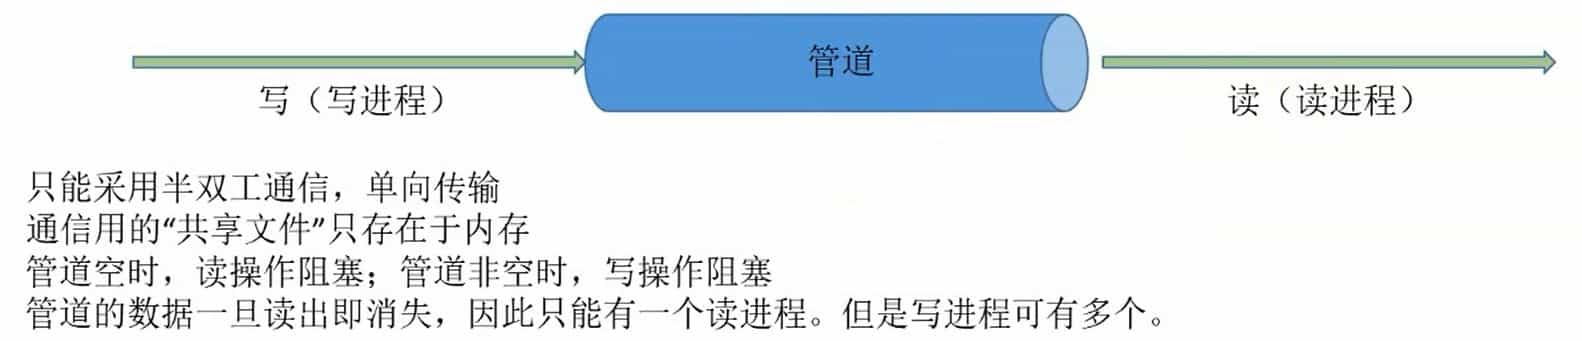 管道
写（写进程）
读（读进程）
只能采用半双工通信，单向传输
通信用的“共享文件”只存在于内存
管道空时，读操作阻塞；管道非空时，写操作阻塞
管道的数据一旦读出即消失，因此只能有一个读进程。但是写进程可有多个。